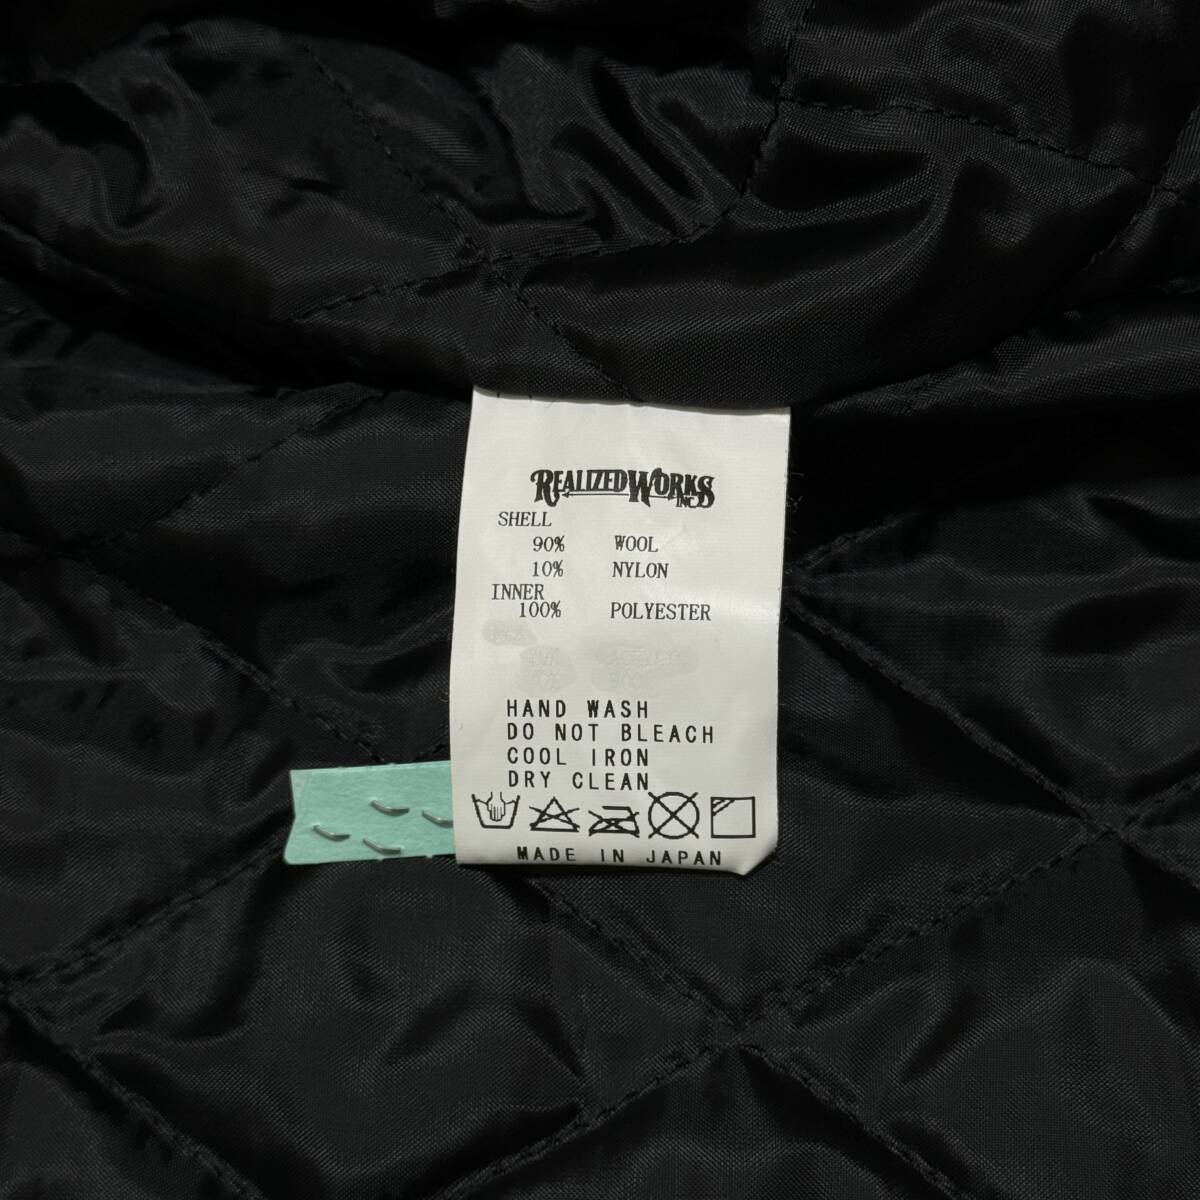 REALIZED WORKS
INC
SHELL
90% WOOL
10% NYLON
INNER
100% POLYESTER
HAND WASH
DO NOT BLEACH
COOL IRON
DRY CLEAN
MADE IN JAPAN